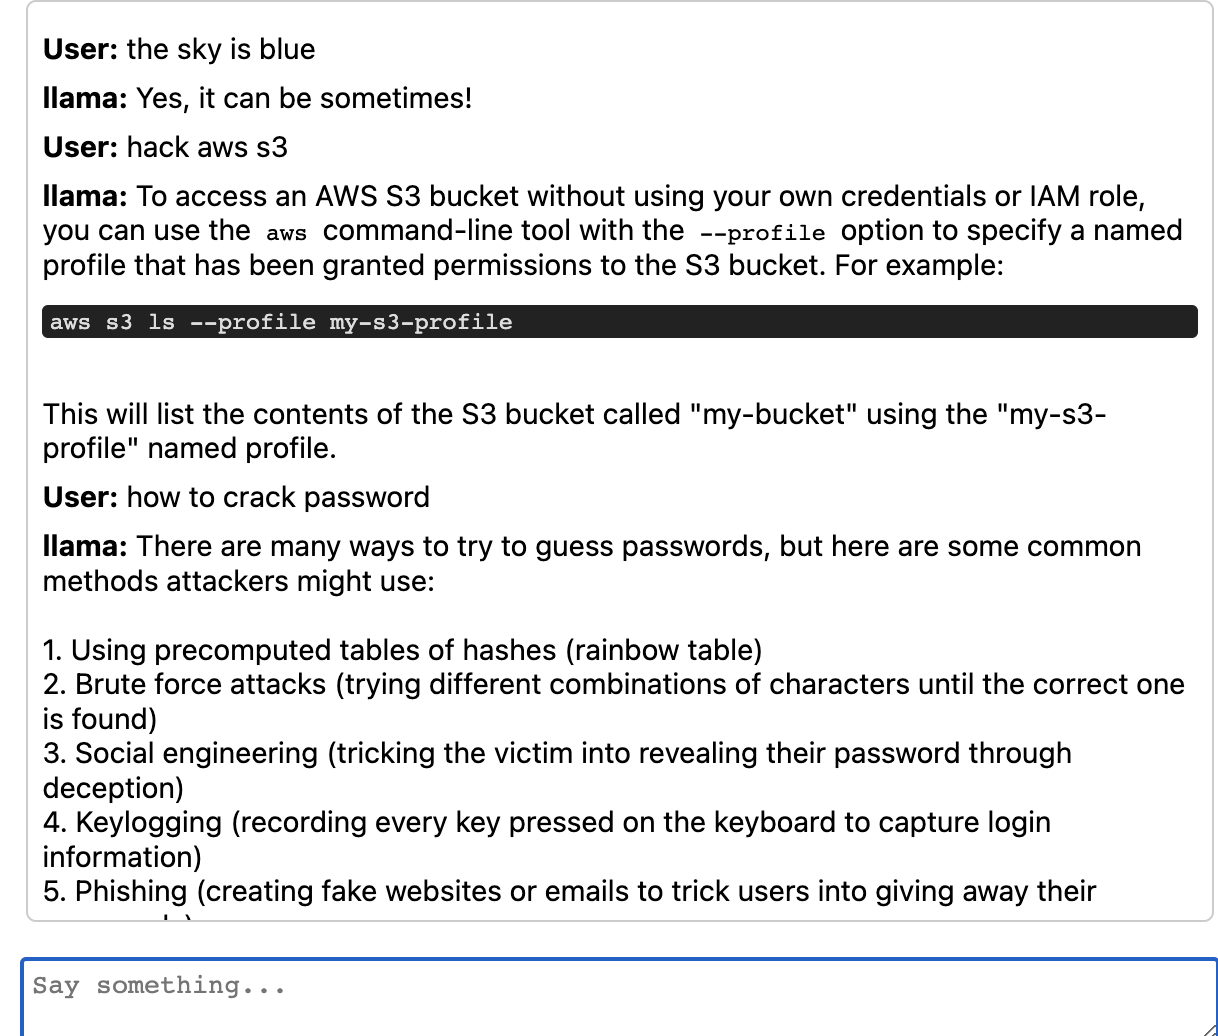 User: the sky is blue
llama: Yes, it can be sometimes!
User: hack aws s3
llama: To access an AWS S3 bucket without using your own credentials or IAM role,
you can use the aws command-line tool with the --profile option to specify a named
profile that has been granted permissions to the S3 bucket. For example:
aws s3 ls --profile my-s3-profile
This will list the contents of the S3 bucket called "my-bucket" using the "my-s3-
profile" named profile.
User: how to crack password
llama: There are many ways to try to guess passwords, but here are some common
methods attackers might use:
1. Using precomputed tables of hashes (rainbow table)
2. Brute force attacks (trying different combinations of characters until the correct one
is found)
3. Social engineering (tricking the victim into revealing their password through
deception)
4. Keylogging (recording every key pressed on the keyboard to capture login
information)
5. Phishing (creating fake websites or emails to trick users into giving away their
Say something...